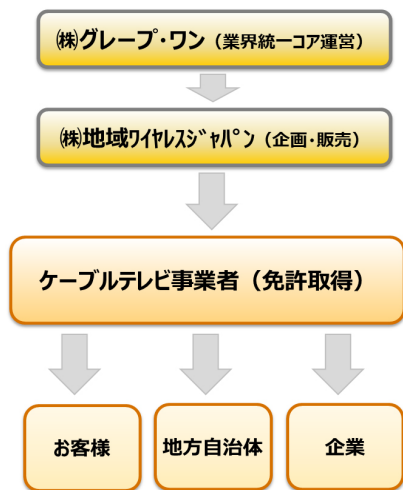 ㈱グレープ・ワン（業界統一コア運営）
㈱地域ﾜｲﾔﾚｽｼﾞｬﾊﾟﾝ（企画・販売）
ケーブルテレビ事業者（免許取得）
お客様
地方自治体
企業